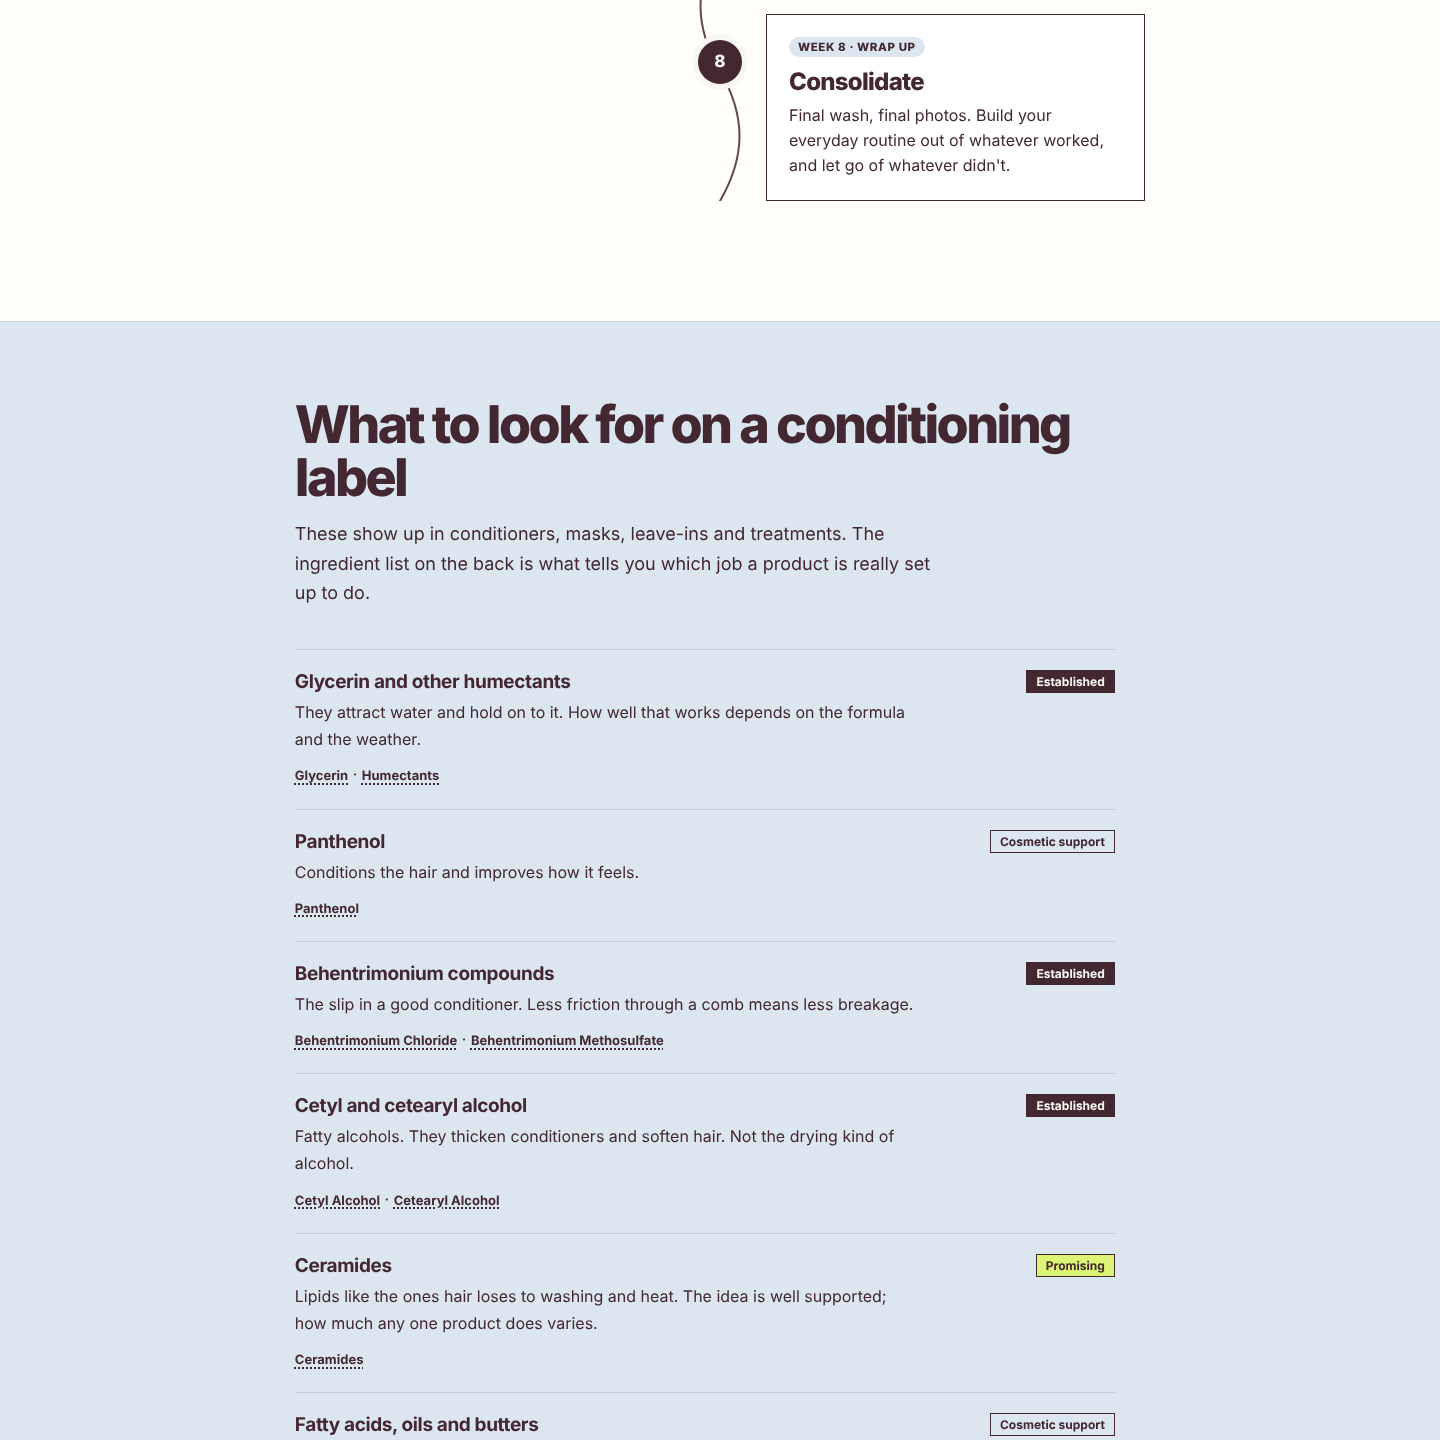 8
WEEK 8 · WRAP UP
Consolidate
Final wash, final photos. Build your
everyday routine out of whatever worked,
and let go of whatever didn't.
What to look for on a conditioning
label
These show up in conditioners, masks, leave-ins and treatments. The
ingredient list on the back is what tells you which job a product is really set
up to do.
Glycerin and other humectants
Established
They attract water and hold on to it. How well that works depends on the formula
and the weather.
Glycerin · Humectants
Panthenol
Cosmetic support
Conditions the hair and improves how it feels.
Panthenol
Behentrimonium compounds
Established
The slip in a good conditioner. Less friction through a comb means less breakage.
Behentrimonium Chloride · Behentrimonium Methosulfate
Cetyl and cetearyl alcohol
Established
Fatty alcohols. They thicken conditioners and soften hair. Not the drying kind of
alcohol.
Cetyl Alcohol · Cetearyl Alcohol
Ceramides
Promising
Lipids like the ones hair loses to washing and heat. The idea is well supported;
how much any one product does varies.
Ceramides
Fatty acids, oils and butters
Cosmetic support